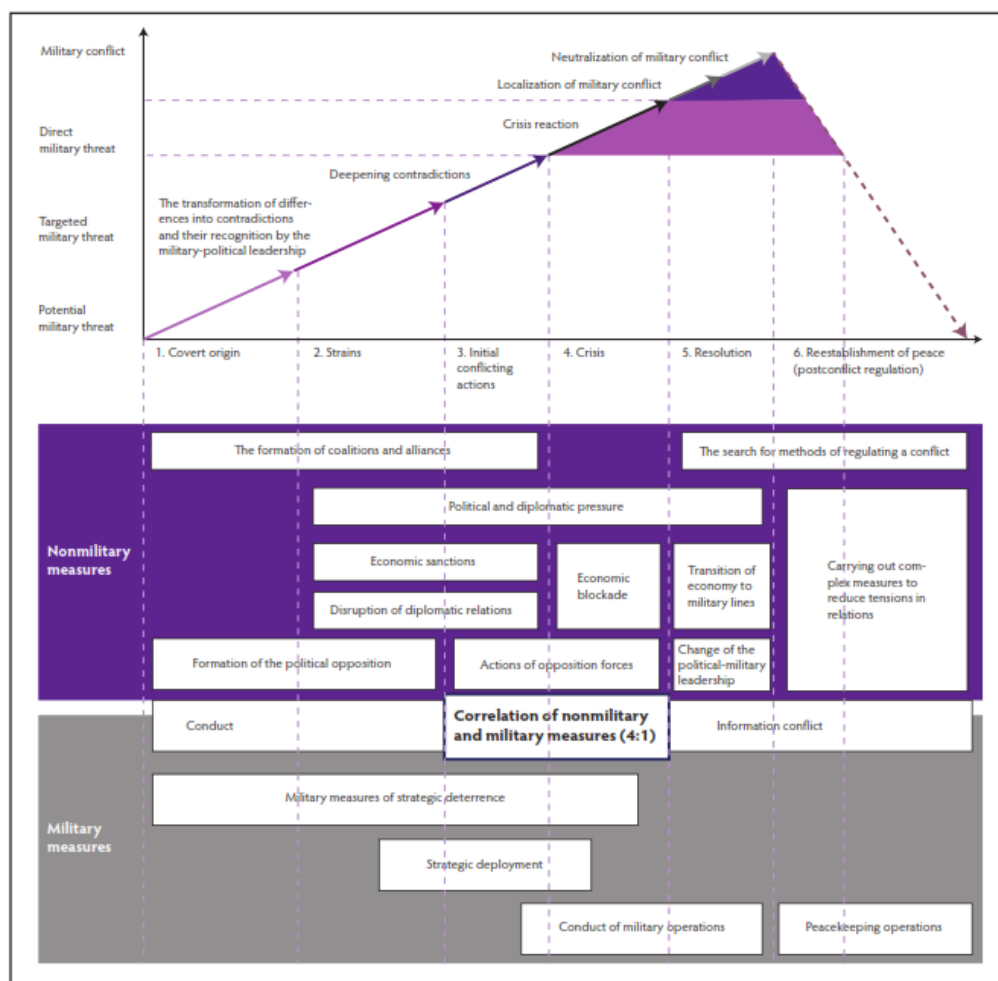 Military conflict
Neutralization of military conflict
Localization of military conflict
Crisis reaction
Direct
military threat
Deepening contradictions
The transformation of differ-
ences into contradictions
and their recognition by the
military-political leadership
Targeted
military threat
Potential
military threat
1. Covert origin
2. Strains
3. Initial
conflicting
actions
4. Crisis
5. Resolution
6. Reestablishment of peace
(postconflict regulation)
The formation of coalitions and alliances
The search for methods of regulating a conflict
Political and diplomatic pressure
Nonmilitary
measures
Economic sanctions
Disruption of diplomatic relations
Economic
blockade
Transition of
economy to
military lines
Carrying out com-
plex measures to
reduce tensions in
relations
Formation of the political opposition
Actions of opposition forces
Change of the
political-military
leadership
Conduct
Correlation of nonmilitary
and military measures (4:1)
Information conflict
Military measures of strategic deterrence
Military
measures
Strategic deployment
Conduct of military operations
Peacekeeping operations